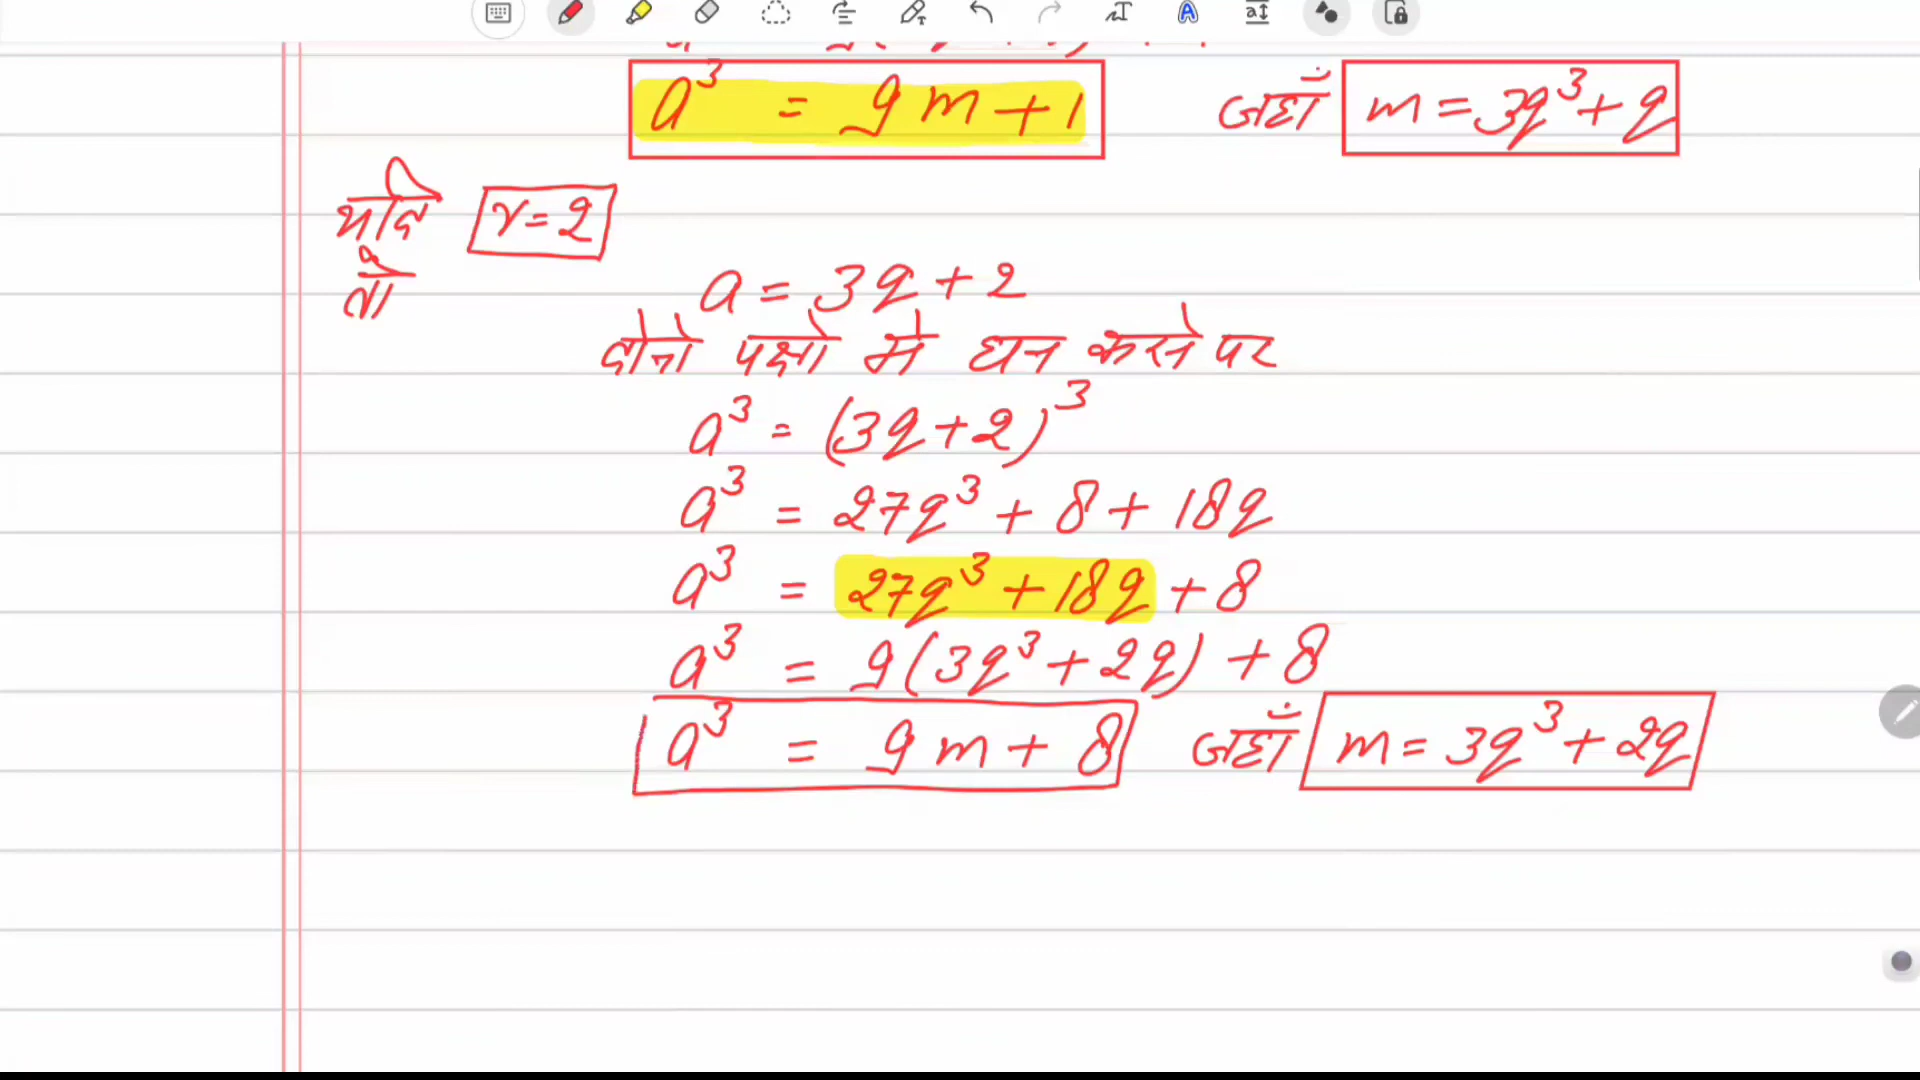 a³ = 9m+1 जहाँ m = 3q³+q
यदि r = 2
तो
a = 3q + 2
दोनों पक्षों में घन करने पर
a³ = (3q+2)³
a³ = 27q³ + 8 + 18q
a³ = 27q³ + 18q + 8
a³ = 9(3q³ + 2q) + 8
a³ = 9m + 8 जहाँ m = 3q³ + 2q